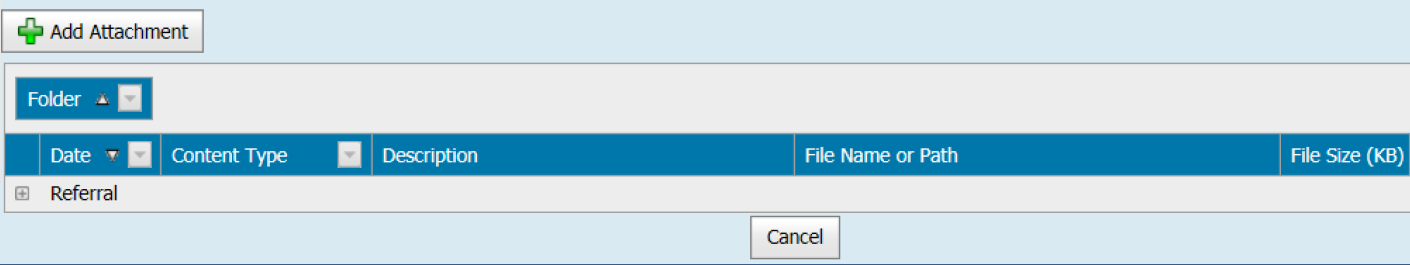 Add Attachment
Folder
Date Content Type Description File Name or Path File Size (KB)
Referral
Cancel